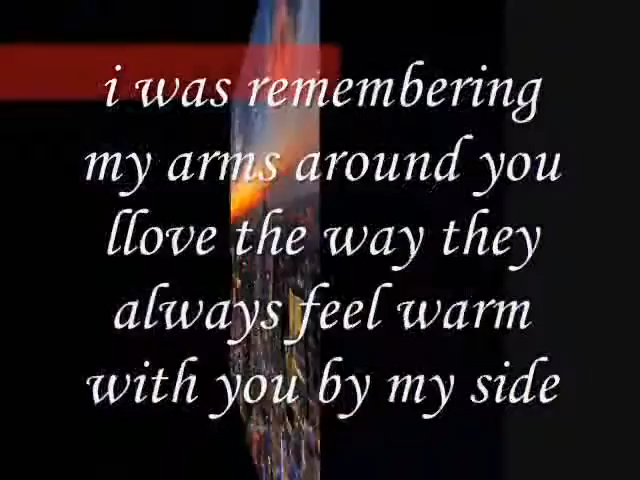 i was remembering
my arms around you
llove the way they
always feel warm
with you by my side